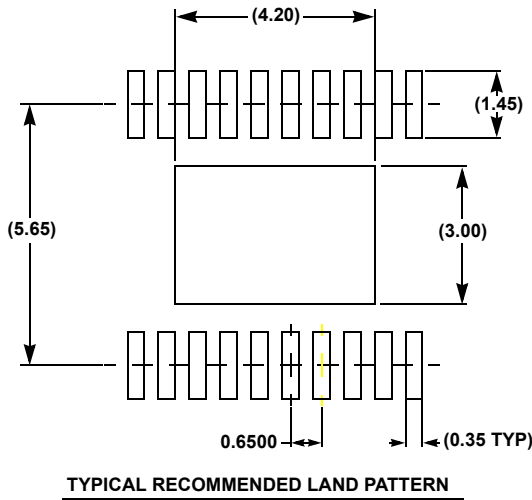 (4.20)
(1.45)
(5.65)
(3.00)
0.6500
(0.35 TYP)
TYPICAL RECOMMENDED LAND PATTERN